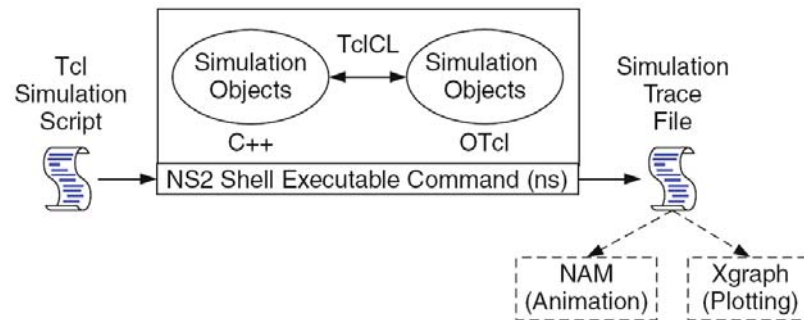 Tcl
Simulation
Script
Simulation
Objects
C++
TclCL
Simulation
Objects
OTcl
NS2 Shell Executable Command (ns)
Simulation
Trace
File
NAM
(Animation)
Xgraph
(Plotting)